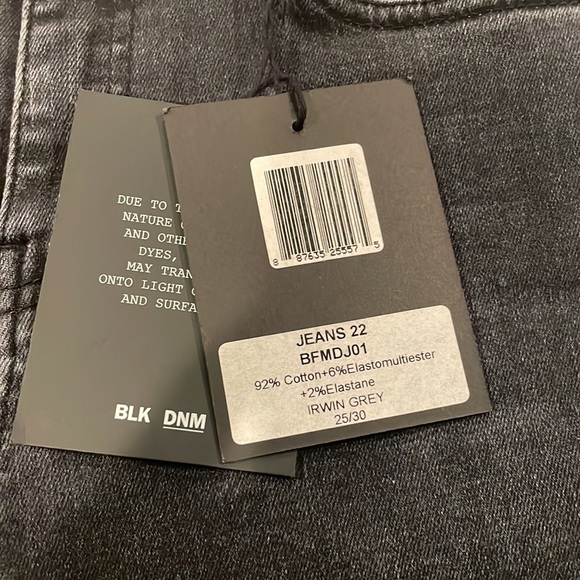 DUE TO T
NATURE
AND OTHE
DYES,
MAY TRAN
ONTO LIGHT
AND SURFA
BLK DNM
8 87635 25557 5
JEANS 22
BFMDJ01
92% Cotton+6%Elastomultiester
+2%Elastane
IRWIN GREY
25/30